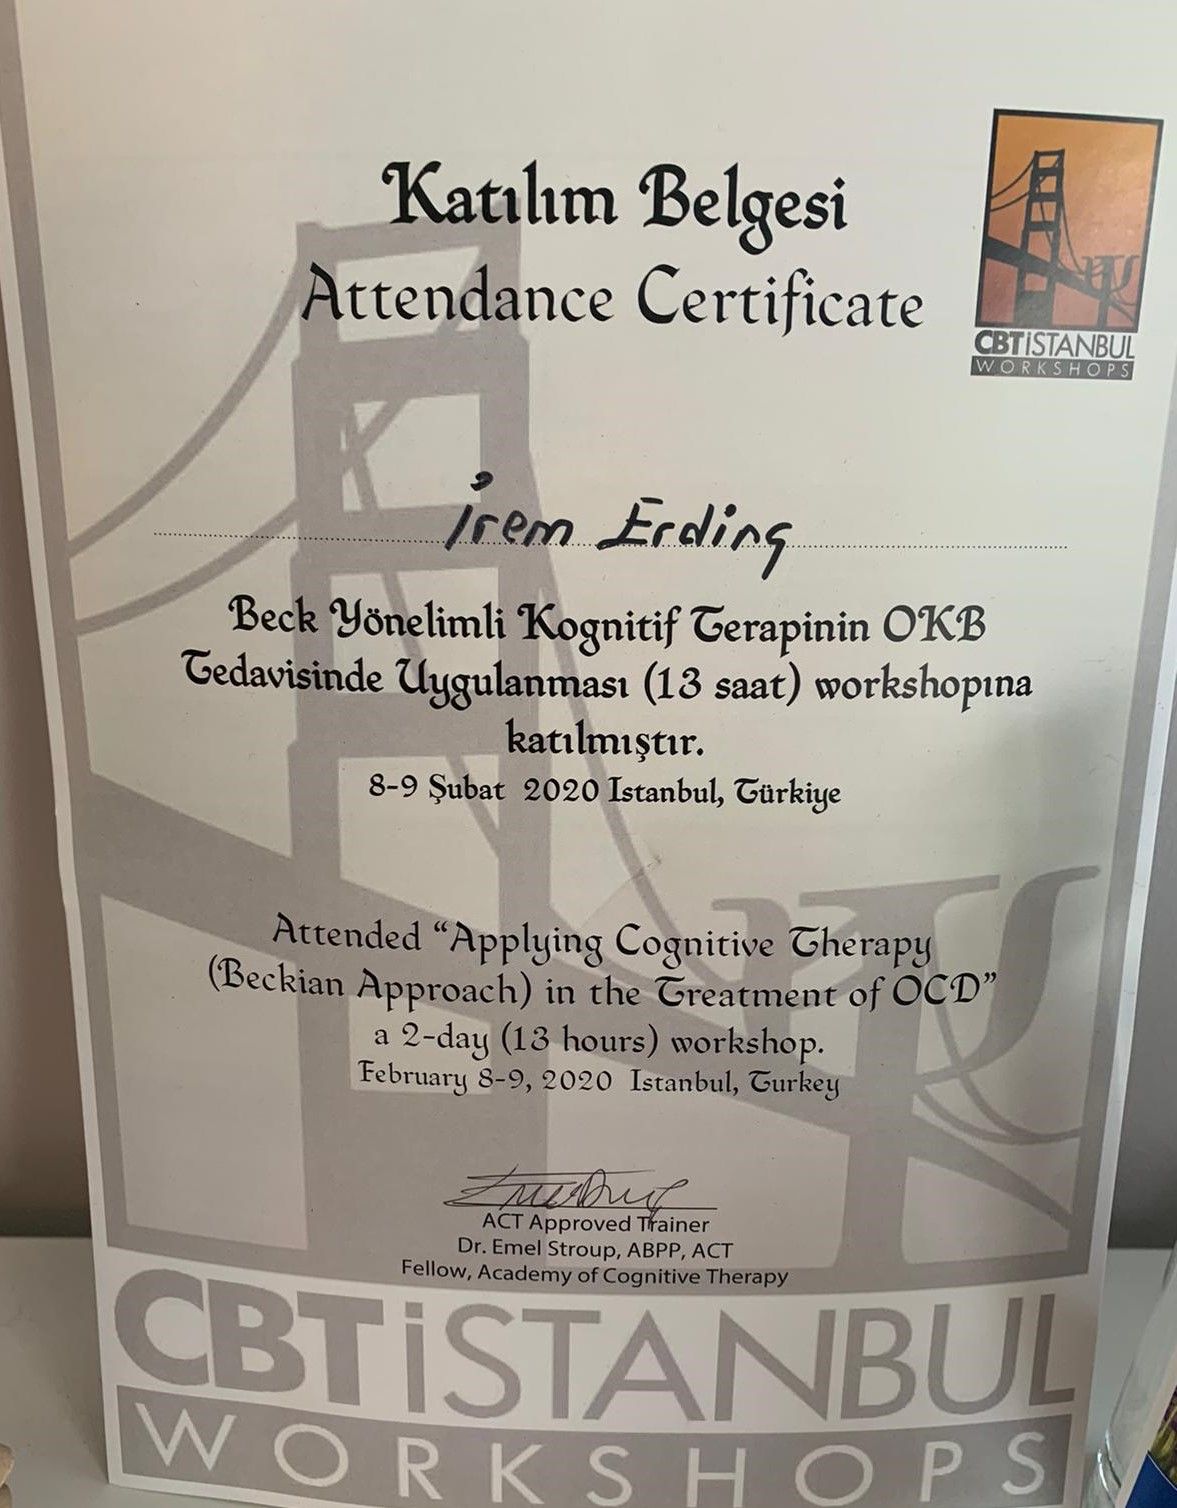 Katılım Belgesi
Attendance Certificate
CBTiSTANBUL
WORKSHOPS
İrem Erdinç
Beck Yönelimli Kognitif Terapinin OKB
Tedavisinde Uygulanması (13 saat) workshopına
katılmıştır.
8-9 Şubat 2020 Istanbul, Türkiye
Attended “Applying Cognitive Therapy
(Beckian Approach) in the Treatment of OCD”
a 2-day (13 hours) workshop.
February 8-9, 2020 Istanbul, Turkey
ACT Approved Trainer
Dr. Emel Stroup, ABPP, ACT
Fellow, Academy of Cognitive Therapy
CBTiSTANBUL
WORKSHOPS